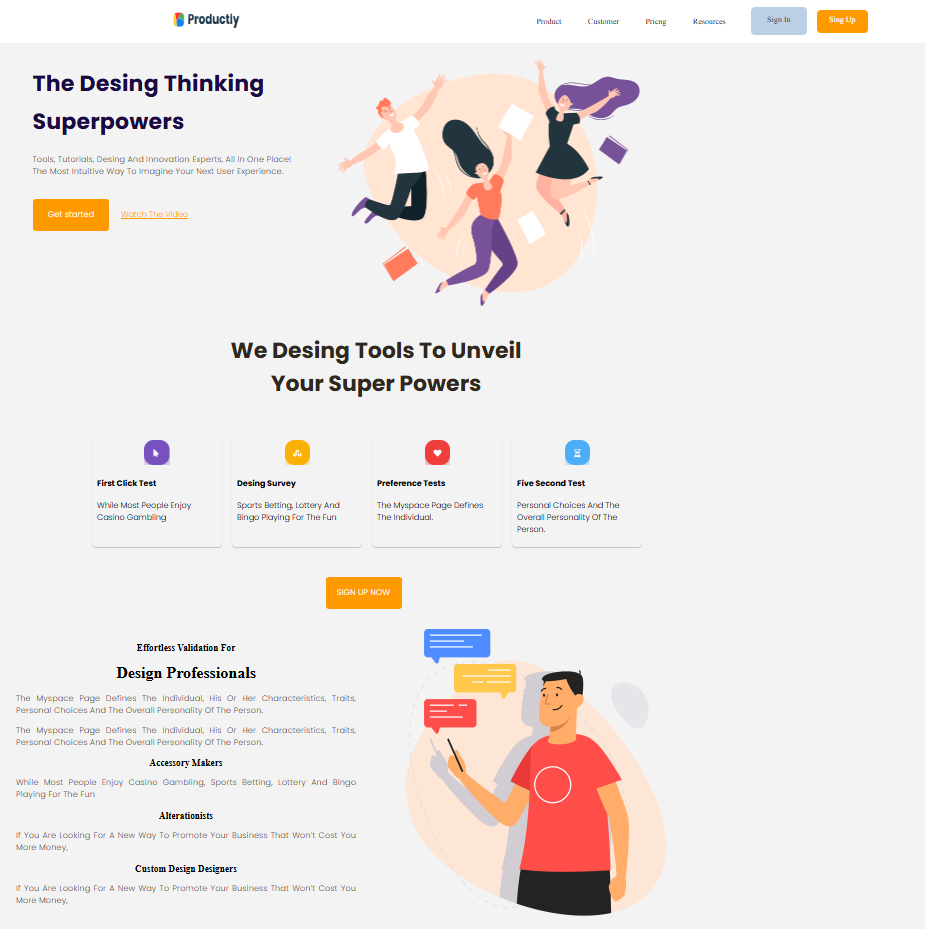 Productly
Product
Customer
Pricng
Resources
Sign In
Sing Up
The Desing Thinking
Superpowers
Tools, Tutorials, Desing And Innovation Experts, All In One Place!
The Most Intuitive Way To Imagine Your Next User Experience.
Get started
Watch The Video
We Desing Tools To Unveil
Your Super Powers
First Click Test
While Most People Enjoy
Casino Gambling
Desing Survey
Sports Betting, Lottery And
Bingo Playing For The Fun
Preference Tests
The Myspace Page Defines
The Individual.
Five Second Test
Personal Choices And The
Overall Personality Of The
Person.
SIGN UP NOW
Effortless Validation For
Design Professionals
The Myspace Page Defines The Individual, His Or Her Characteristics, Traits,
Personal Choices And The Overall Personality Of The Person.
The Myspace Page Defines The Individual, His Or Her Characteristics, Traits,
Personal Choices And The Overall Personality Of The Person.
Accessory Makers
While Most People Enjoy Casino Gambling, Sports Betting, Lottery And Bingo
Playing For The Fun
Alterationists
If You Are Looking For A New Way To Promote Your Business That Won't Cost You
More Money,
Custom Design Designers
If You Are Looking For A New Way To Promote Your Business That Won't Cost You
More Money,